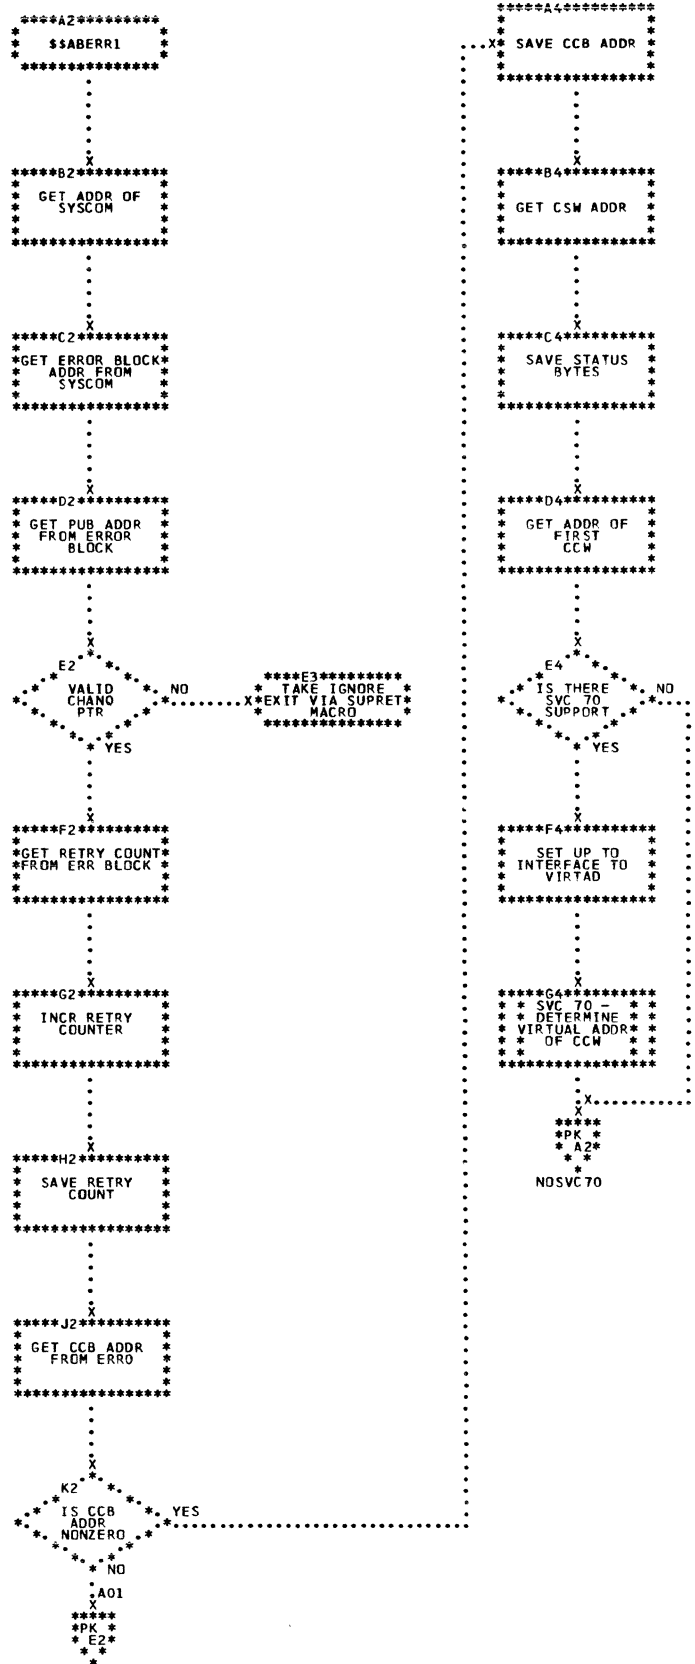 A2
$$ABERR1
B2
GET ADDR OF
SYSCOM
C2
GET ERROR BLOCK
ADDR FROM
SYSCOM
D2
GET PUB ADDR
FROM ERROR
BLOCK
E2
VALID
CHANQ
PTR
NO
YES
E3
TAKE IGNORE
EXIT VIA SUPRET
MACRO
F2
GET RETRY COUNT
FROM ERR BLOCK
G2
INCR RETRY
COUNTER
H2
SAVE RETRY
COUNT
J2
GET CCB ADDR
FROM ERRO
K2
IS CCB
ADDR
NONZERO
YES
NO
A01
PK
E2
A4
SAVE CCB ADDR
B4
GET CSW ADDR
C4
SAVE STATUS
BYTES
D4
GET ADDR OF
FIRST
CCW
E4
IS THERE
SVC 70
SUPPORT
NO
YES
F4
SET UP TO
INTERFACE TO
VIRTAD
G4
SVC 70 -
DETERMINE
VIRTUAL ADDR
OF CCW
PK
A2
NOSVC70